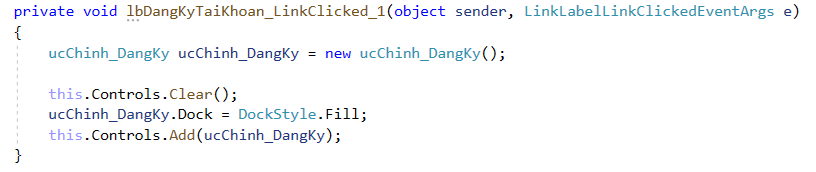 private void lbDangKyTaiKhoan_LinkClicked_1(object sender, LinkLabelLinkClickedEventArgs e)
{
ucChinh_DangKy ucChinh_DangKy = new ucChinh_DangKy();
this.Controls.Clear();
ucChinh_DangKy.Dock = DockStyle.Fill;
this.Controls.Add(ucChinh_DangKy);
}